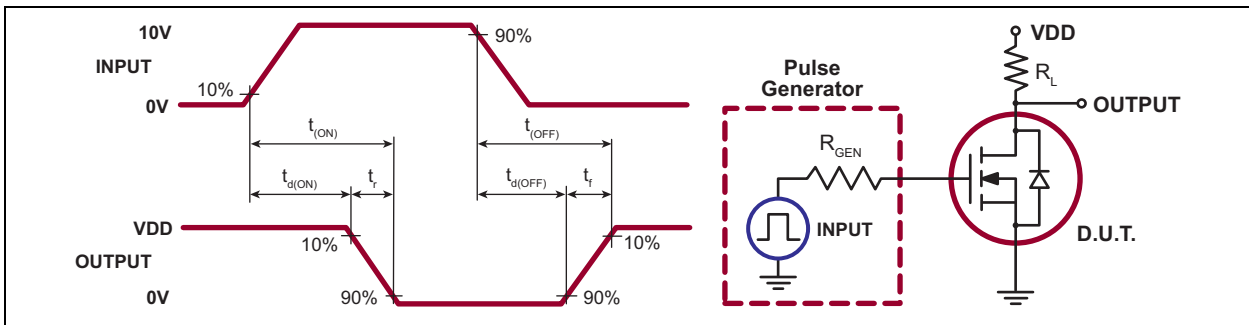 10V
INPUT
0V
10%
90%
t(ON)
t(OFF)
td(ON)
tr
td(OFF)
tf
VDD
OUTPUT
0V
10%
90%
90%
10%
Pulse
Generator
RGEN
INPUT
VDD
RL
OUTPUT
D.U.T.